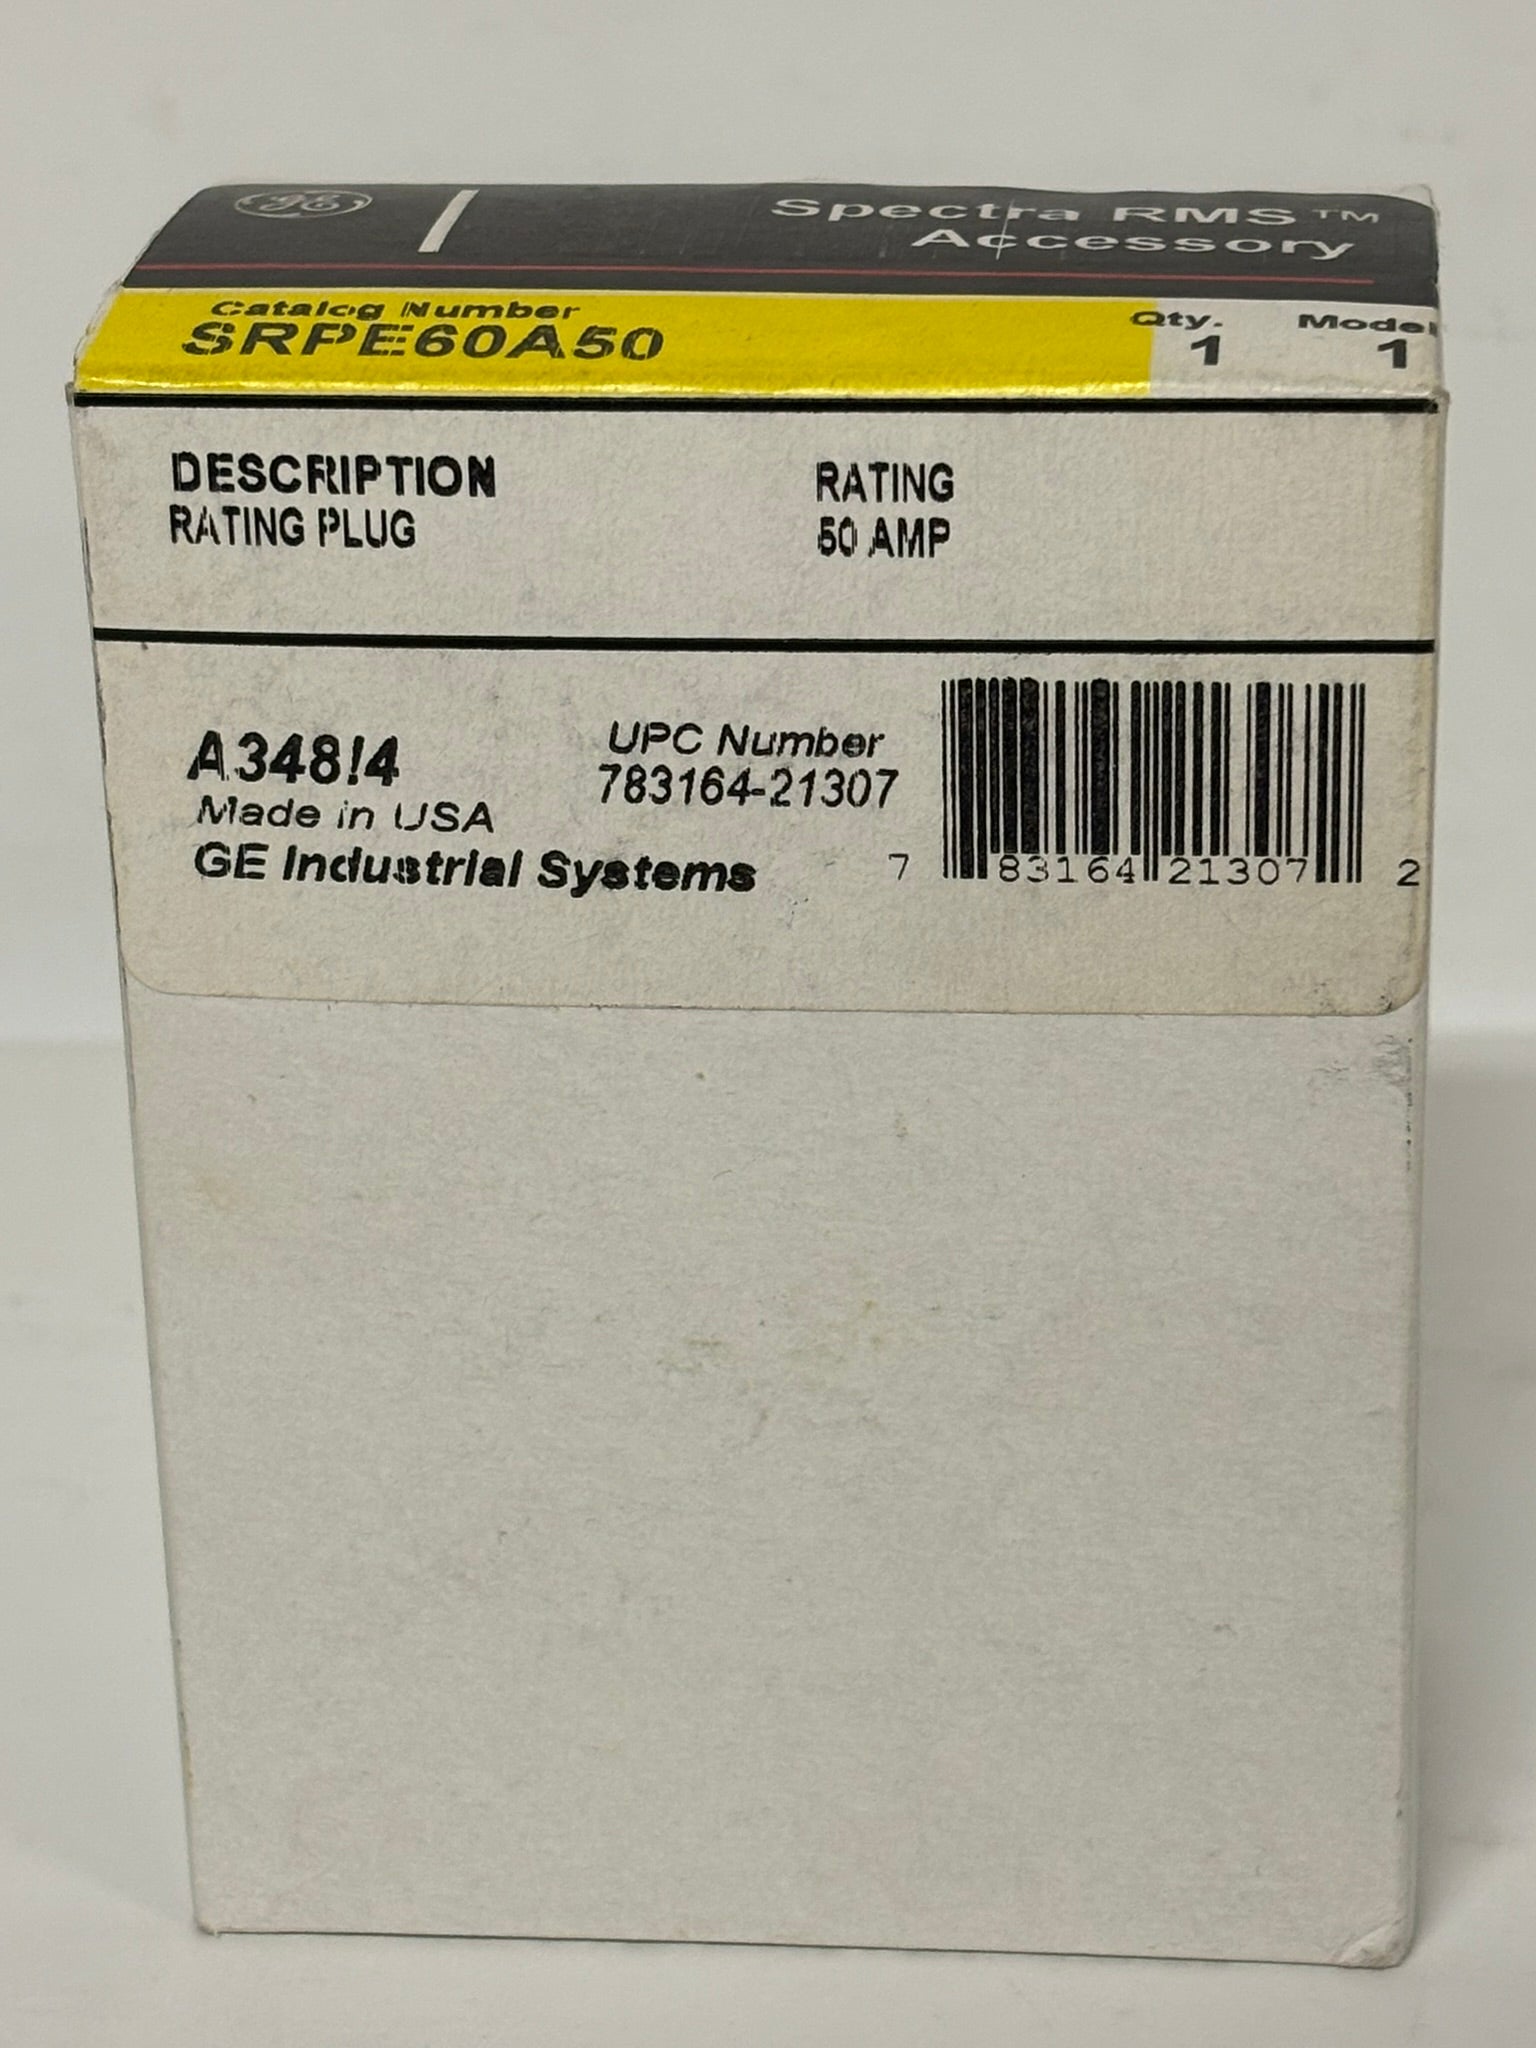 GE
Spectra RMS™
Accessory
Catalog Number
SRPE60A50
Qty.
1
Model
1
DESCRIPTION
RATING PLUG
RATING
50 AMP
A348!4
Made in USA
GE Industrial Systems
UPC Number
783164-21307
7 83164 21307 2